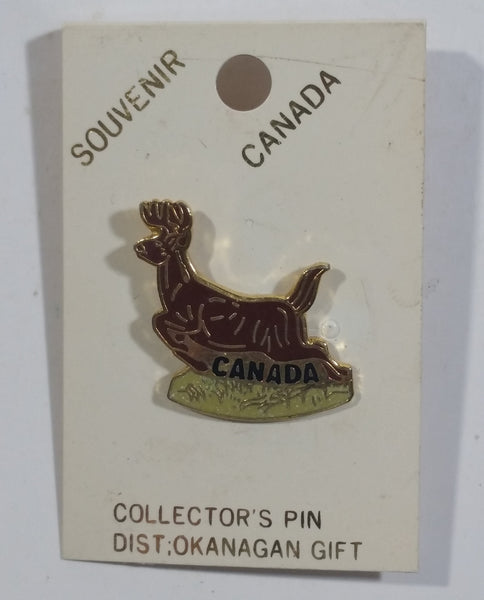 SOUVENIR
CANADA
CANADA
COLLECTOR'S PIN
DIST;OKANAGAN GIFT